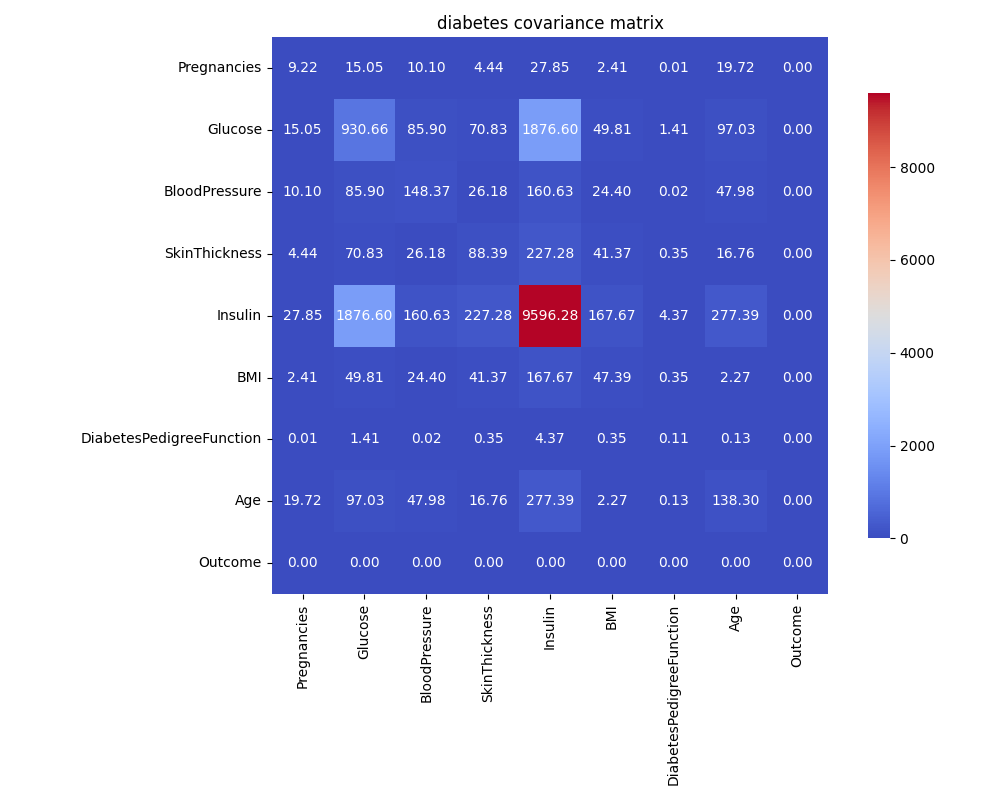 diabetes covariance matrix
Pregnancies 9.22 15.05 10.10 4.44 27.85 2.41 0.01 19.72 0.00
Glucose 15.05 930.66 85.90 70.83 1876.60 49.81 1.41 97.03 0.00
BloodPressure 10.10 85.90 148.37 26.18 160.63 24.40 0.02 47.98 0.00
SkinThickness 4.44 70.83 26.18 88.39 227.28 41.37 0.35 16.76 0.00
Insulin 27.85 1876.60 160.63 227.28 9596.28 167.67 4.37 277.39 0.00
BMI 2.41 49.81 24.40 41.37 167.67 47.39 0.35 2.27 0.00
DiabetesPedigreeFunction 0.01 1.41 0.02 0.35 4.37 0.35 0.11 0.13 0.00
Age 19.72 97.03 47.98 16.76 277.39 2.27 0.13 138.30 0.00
Outcome 0.00 0.00 0.00 0.00 0.00 0.00 0.00 0.00 0.00
Pregnancies
Glucose
BloodPressure
SkinThickness
Insulin
BMI
DiabetesPedigreeFunction
Age
Outcome
8000
6000
4000
2000
0